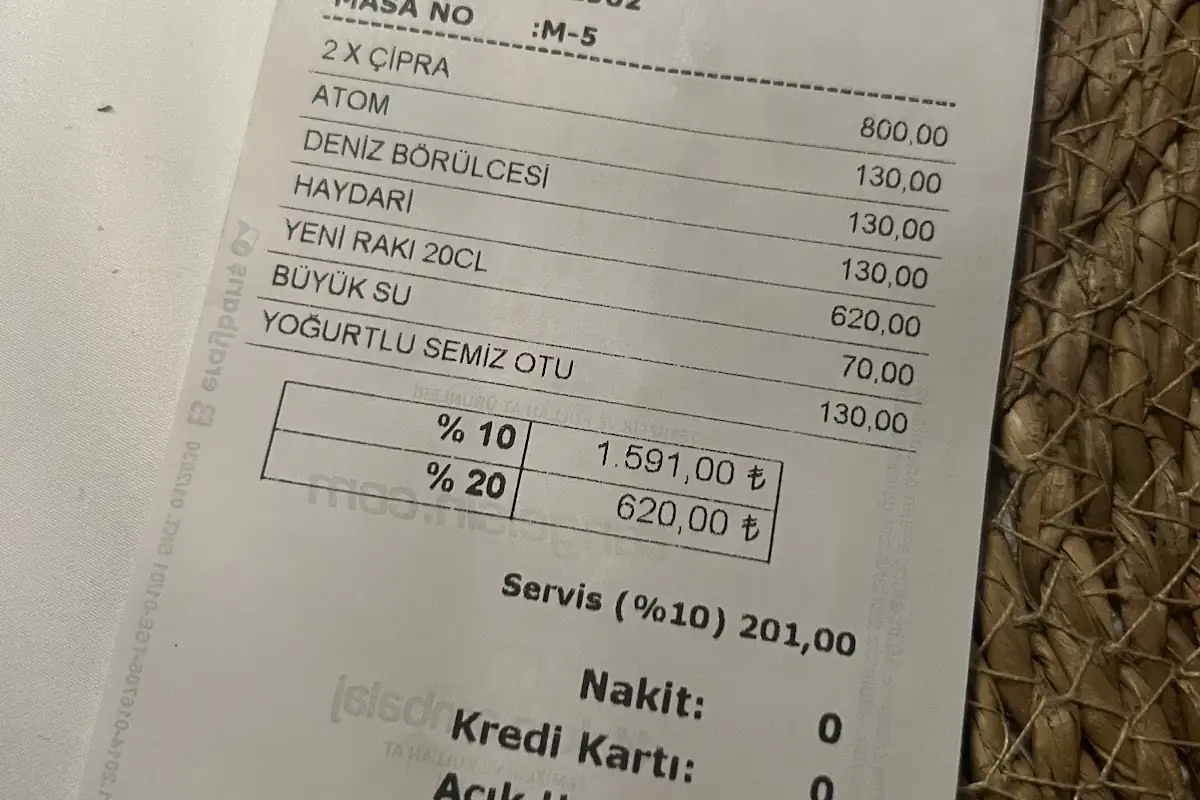 MASA NO :M-5
2 X ÇİPRA 800,00
ATOM 130,00
DENİZ BÖRÜLCESİ 130,00
HAYDARİ 130,00
YENİ RAKI 20CL 620,00
BÜYÜK SU 70,00
YOĞURTLU SEMİZ OTU 130,00
% 10 1.591,00 ₺
% 20 620,00 ₺
Servis (%10) 201,00
Nakit: 0
Kredi Kartı: 0
Açık